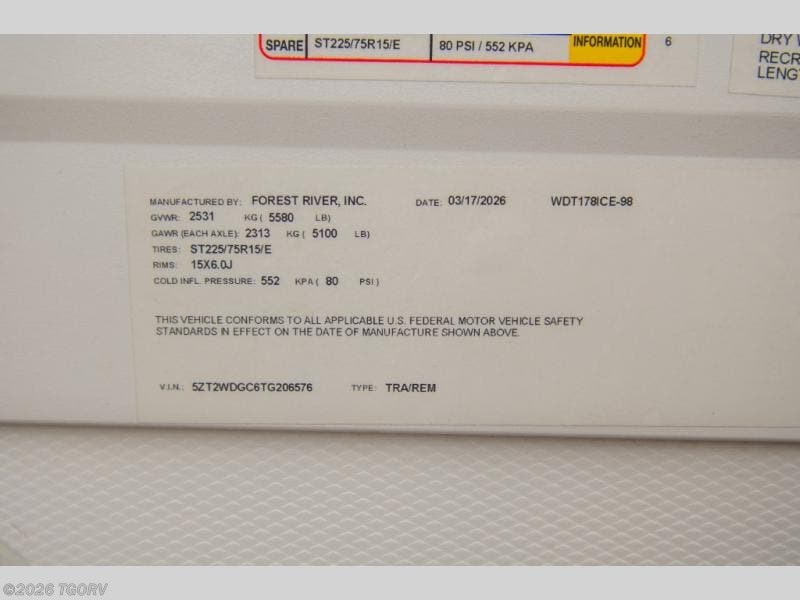 SPARE ST225/75R15/E 80 PSI / 552 KPA INFORMATION 6
DRY
RECR
LENGT
MANUFACTURED BY: FOREST RIVER, INC. DATE: 03/17/2026 WDT178ICE-98
GVWR: 2531 KG ( 5580 LB)
GAWR (EACH AXLE): 2313 KG ( 5100 LB)
TIRES: ST225/75R15/E
RIMS: 15X6.0J
COLD INFL. PRESSURE: 552 KPA ( 80 PSI )
THIS VEHICLE CONFORMS TO ALL APPLICABLE U.S. FEDERAL MOTOR VEHICLE SAFETY
STANDARDS IN EFFECT ON THE DATE OF MANUFACTURE SHOWN ABOVE.
V.I.N.: 5ZT2WDGC6TG206576 TYPE: TRA/REM
©2026 TGORV